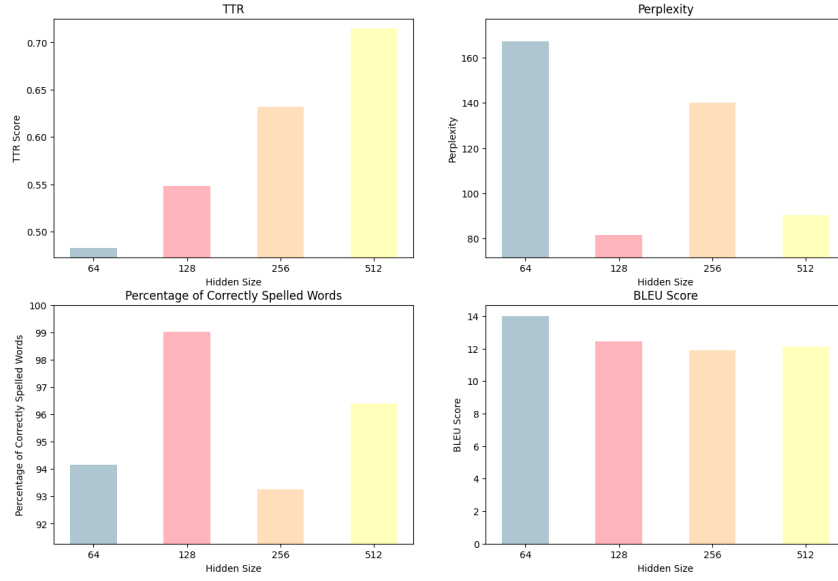 TTR
0.70
0.65
0.60
0.55
0.50
TTR Score
64 128 256 512
Hidden Size
Perplexity
160
140
120
100
80
Perplexity
64 128 256 512
Hidden Size
Percentage of Correctly Spelled Words
100
99
98
96
95
94
93
92
Percentage of Correctly Spelled Words
64 128 256 512
Hidden Size
BLEU Score
14
12
10
8
6
4
2
0
BLEU Score
64 128 256 512
Hidden Size